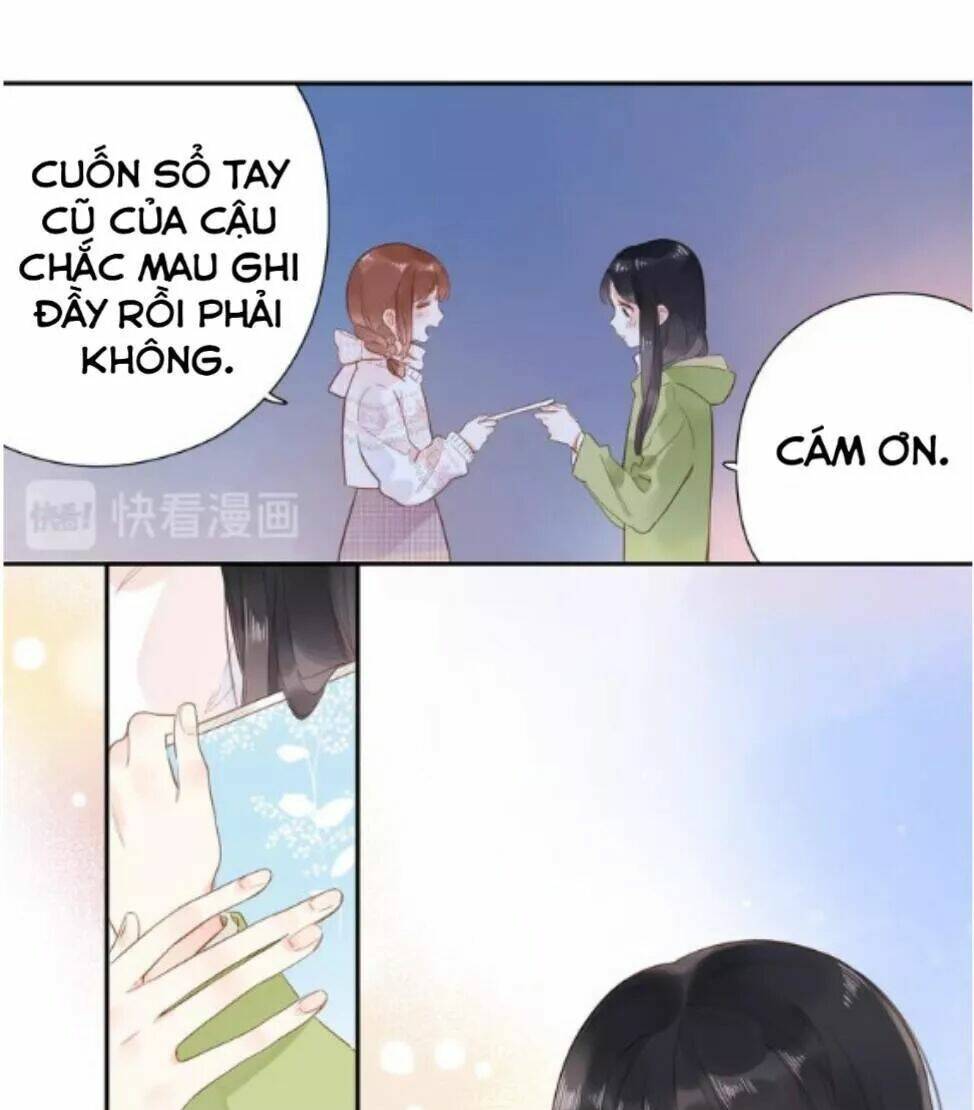 CUỐN SỔ TAY
CŨ CỦA CẬU
CHẮC MAU GHI
ĐẦY RỒI PHẢI
KHÔNG.
CÁM ƠN.
快看! 快看漫画